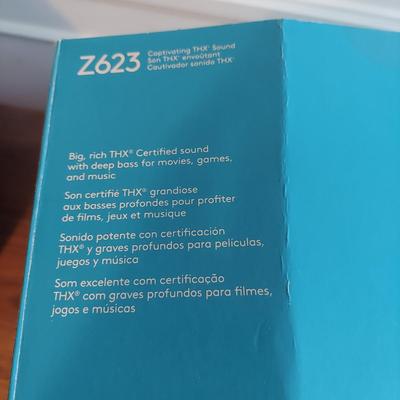 Z623
Captivating THX® Sound
Son THX® envoûtant
Cautivador sonido THX®
Big, rich THX® Certified sound
with deep bass for movies, games,
and music
Son certifié THX® grandiose
aux basses profondes pour profiter
de films, jeux et musique
Sonido potente con certificación
THX® y graves profundos para películas,
juegos y música
Som excelente com certificação
THX® com graves profundos para filmes,
jogos e músicas